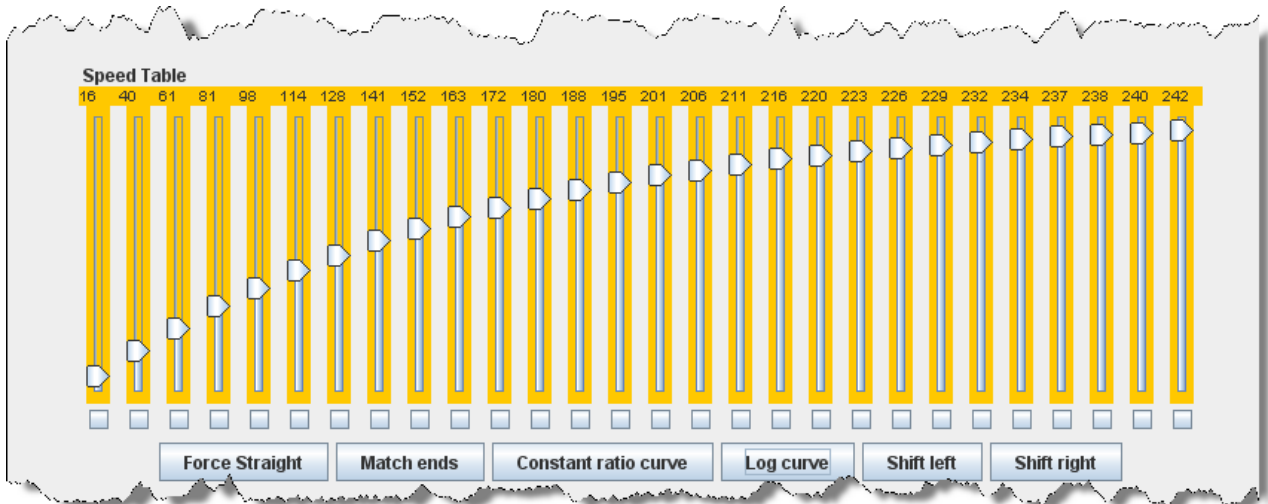 Speed Table
16 40 61 81 98 114 128 141 152 163 172 180 188 195 201 206 211 216 220 223 226 229 232 234 237 238 240 242
Force Straight Match ends Constant ratio curve Log curve Shift left Shift right